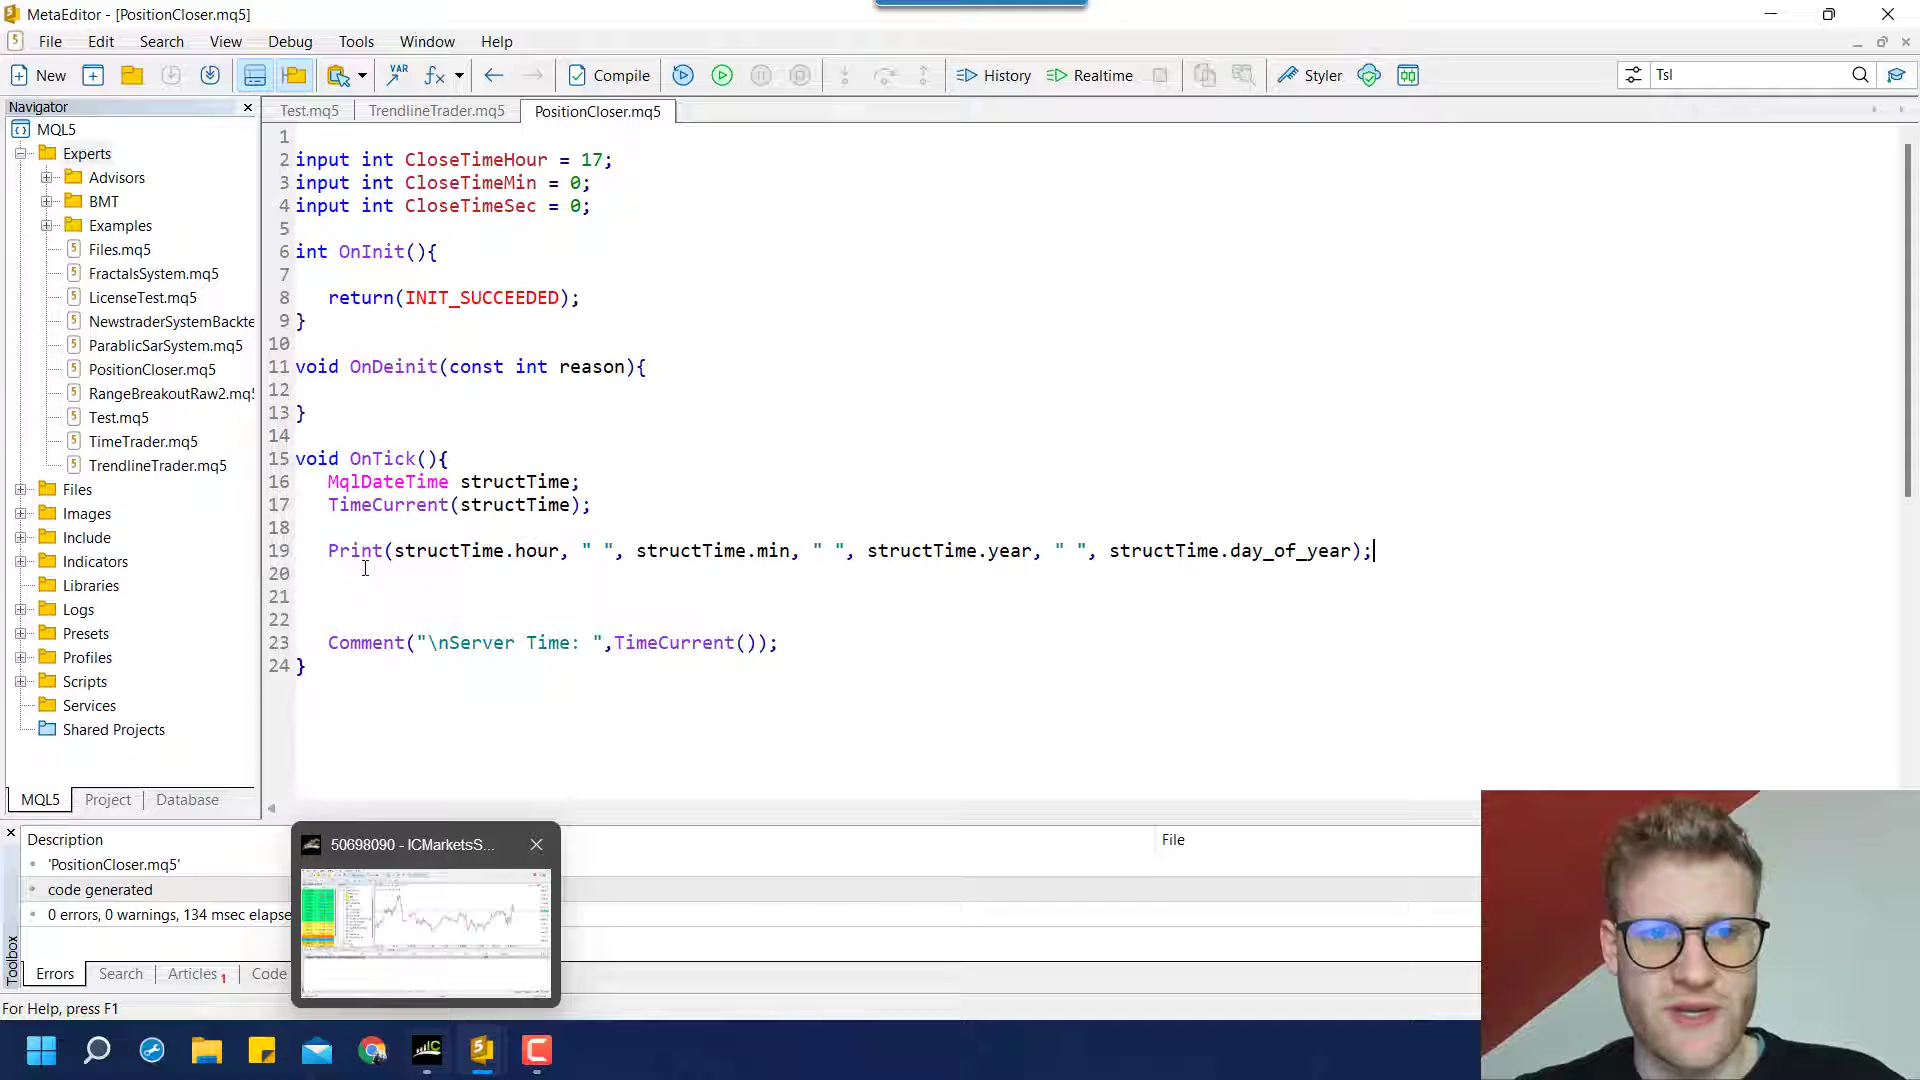 MetaEditor - [PositionCloser.mq5]
File Edit Search View Debug Tools Window Help
New VAR fx Compile History Realtime Styler Tsl
Navigator
Test.mq5 TrendlineTrader.mq5 PositionCloser.mq5
MQL5
Experts
Advisors
BMT
Examples
Files.mq5
FractalsSystem.mq5
LicenseTest.mq5
NewstraderSystemBackte
ParablicSarSystem.mq5
PositionCloser.mq5
RangeBreakoutRaw2.mq5
Test.mq5
TimeTrader.mq5
TrendlineTrader.mq5
Files
Images
Include
Indicators
Libraries
Logs
Presets
Profiles
Scripts
Services
Shared Projects
MQL5 Project Database
1
2 input int CloseTimeHour = 17;
3 input int CloseTimeMin = 0;
4 input int CloseTimeSec = 0;
5
6 int OnInit(){
7
8 return(INIT_SUCCEEDED);
9 }
10
11 void OnDeinit(const int reason){
12
13 }
14
15 void OnTick(){
16 MqlDateTime structTime;
17 TimeCurrent(structTime);
18
19 Print(structTime.hour, " ", structTime.min, " ", structTime.year, " ", structTime.day_of_year);
20
21
22
23 Comment("\nServer Time: ",TimeCurrent());
24 }
Description File
'PositionCloser.mq5'
code generated
0 errors, 0 warnings, 134 msec elapse
50698090 - ICMarketsS...
Toolbox
Errors Search Articles 1 Code
For Help, press F1
IC